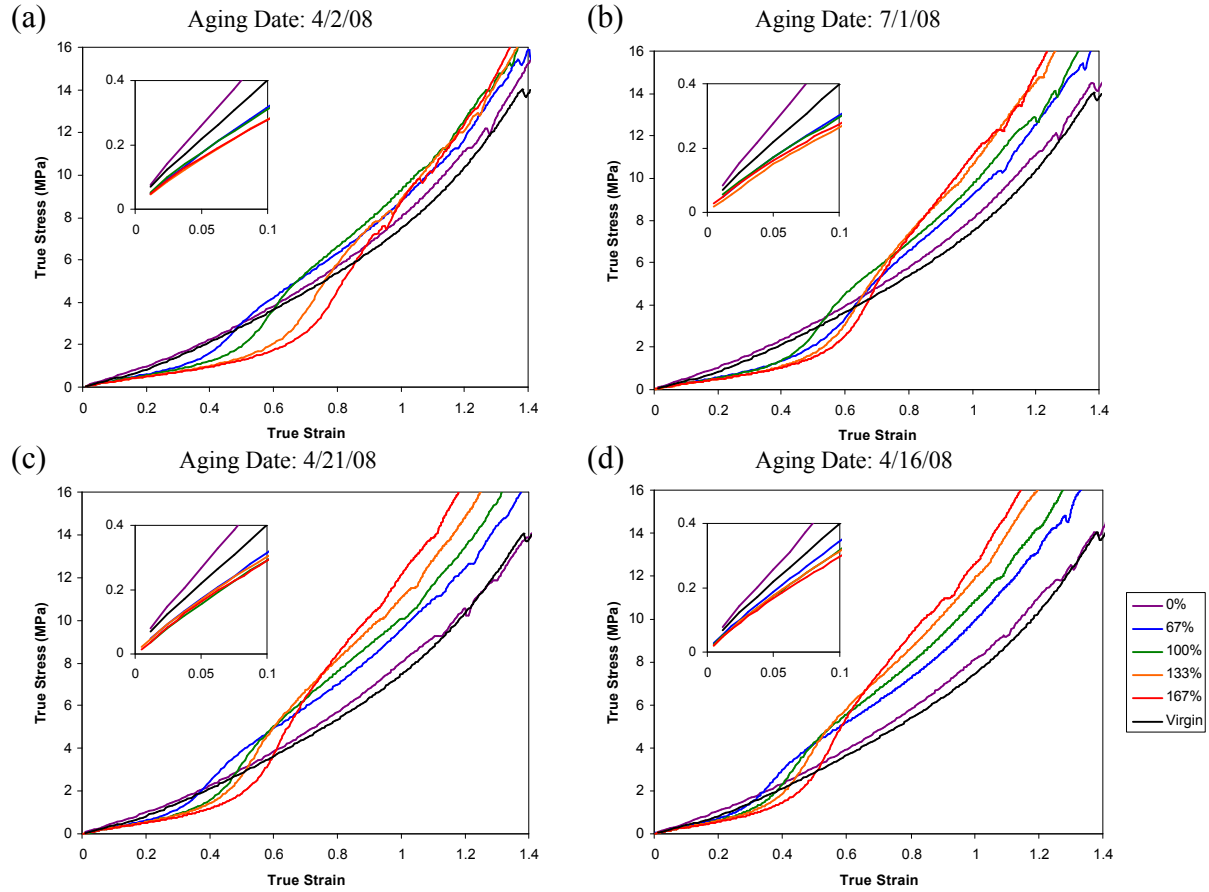 (a) Aging Date: 4/2/08
16
14
12
10
8
6
4
2
0
True Stress (MPa)
0.4
0.2
0
0 0.05 0.1
0 0.2 0.4 0.6 0.8 1 1.2 1.4
True Strain
(b) Aging Date: 7/1/08
16
14
12
10
8
6
4
2
0
True Stress (MPa)
0.4
0.2
0
0 0.05 0.1
0 0.2 0.4 0.6 0.8 1 1.2 1.4
True Strain
(c) Aging Date: 4/21/08
16
14
12
10
8
6
4
2
0
True Stress (MPa)
0.4
0.2
0
0 0.05 0.1
0 0.2 0.4 0.6 0.8 1 1.2 1.4
True Strain
(d) Aging Date: 4/16/08
16
14
12
10
8
6
4
2
0
True Stress (MPa)
0.4
0.2
0
0 0.05 0.1
0 0.2 0.4 0.6 0.8 1 1.2 1.4
True Strain
0%
67%
100%
133%
167%
Virgin